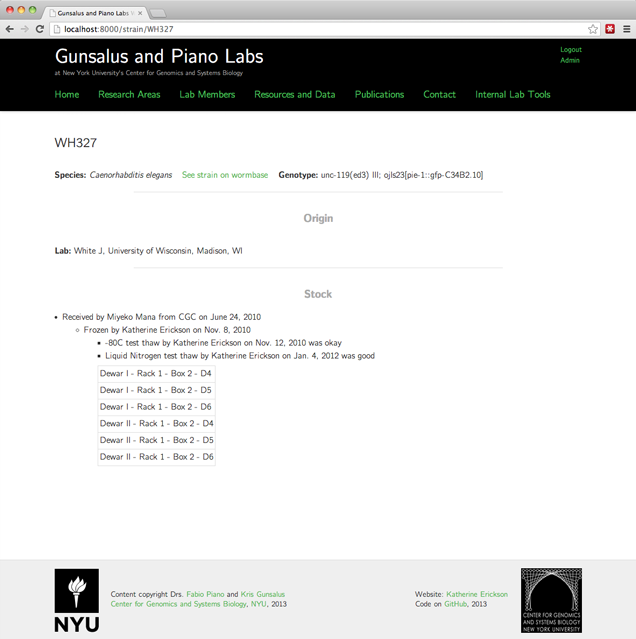 Gunsalus and Piano Labs
localhost:8000/strain/WH327
Gunsalus and Piano Labs
at New York University's Center for Genomics and Systems Biology
Logout
Admin
Home Research Areas Lab Members Resources and Data Publications Contact Internal Lab Tools
WH327
Species: Caenorhabditis elegans See strain on wormbase Genotype: unc-119(ed3) III; ojIs23[pie-1::gfp-C34B2.10]
Origin
Lab: White J, University of Wisconsin, Madison, WI
Stock
Received by Miyeko Mana from CGC on June 24, 2010
Frozen by Katherine Erickson on Nov. 8, 2010
-80C test thaw by Katherine Erickson on Nov. 12, 2010 was okay
Liquid Nitrogen test thaw by Katherine Erickson on Jan. 4, 2012 was good
Dewar I - Rack 1 - Box 2 - D4
Dewar I - Rack 1 - Box 2 - D5
Dewar I - Rack 1 - Box 2 - D6
Dewar II - Rack 1 - Box 2 - D4
Dewar II - Rack 1 - Box 2 - D5
Dewar II - Rack 1 - Box 2 - D6
NYU
Content copyright Drs. Fabio Piano and Kris Gunsalus
Center for Genomics and Systems Biology, NYU, 2013
Website: Katherine Erickson
Code on GitHub, 2013
CENTER FOR GENOMICS
AND SYSTEMS BIOLOGY
NEW YORK UNIVERSITY